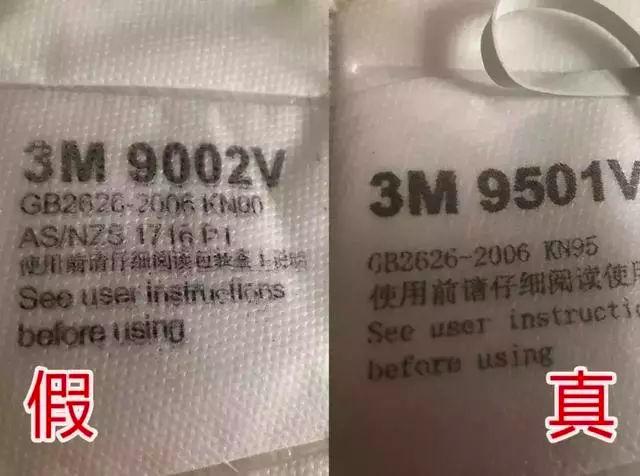 3M 9002V
GB2626-2006 KN90
AS/NZS 1716 P1
使用前请仔细阅读包装盒上说明
See user instructions
before using
假
3M 9501V
GB2626-2006 KN95
使用前请仔细阅读使用
See user instructi
before using
真